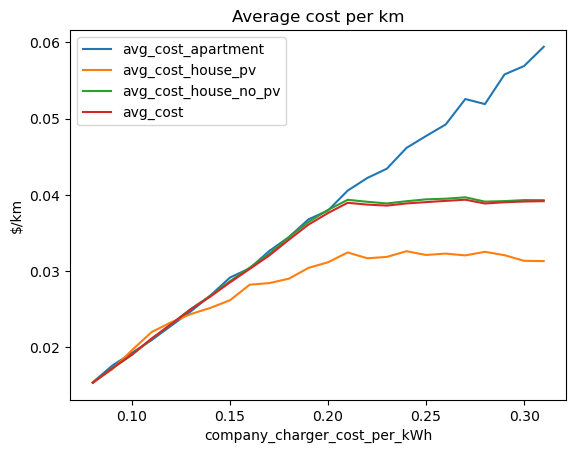 Average cost per km
avg_cost_apartment
avg_cost_house_pv
avg_cost_house_no_pv
avg_cost
0.06
0.05
0.04
0.03
0.02
$/km
0.10 0.15 0.20 0.25 0.30
company_charger_cost_per_kWh